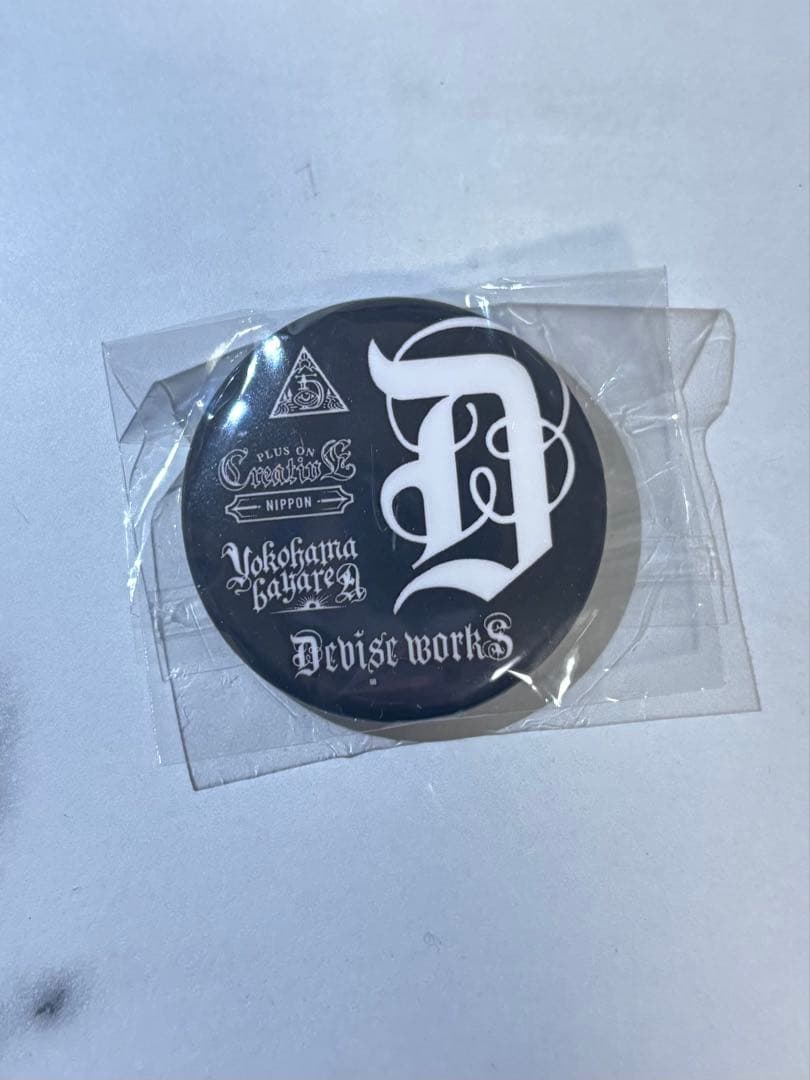 D
PLUS ON
CreativE
NIPPON
Yokohama
bayareA
Devise workS